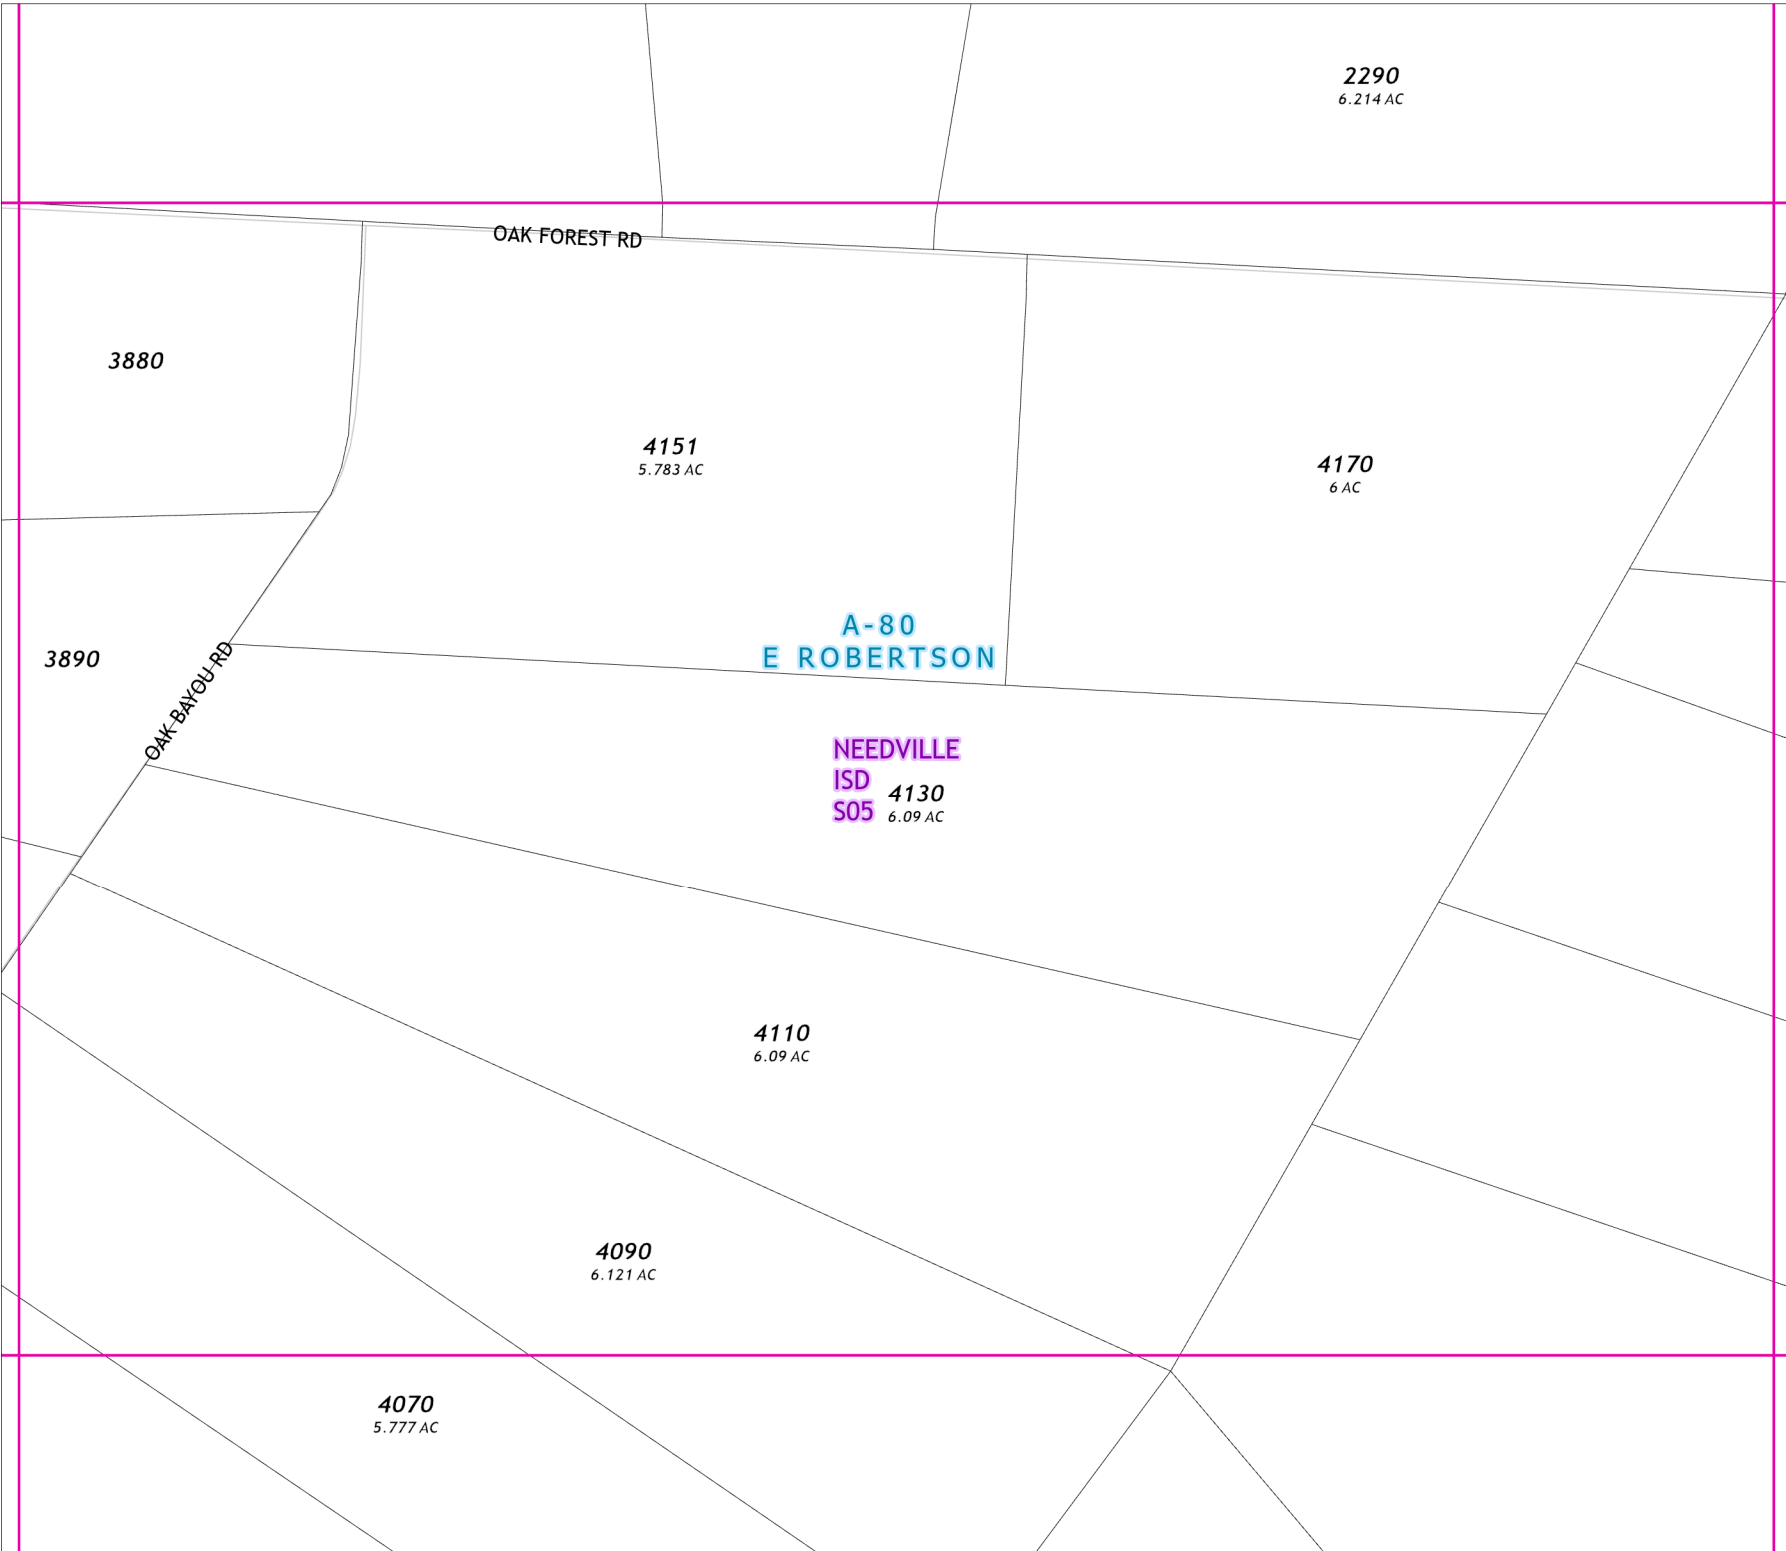 2290
6.214 AC
OAK FOREST RD
3880
4151
5.783 AC
4170
6 AC
A-80
E ROBERTSON
3890
OAK BAYOU RD
NEEDVILLE
ISD
S05
4130
6.09 AC
4110
6.09 AC
4090
6.121 AC
4070
5.777 AC